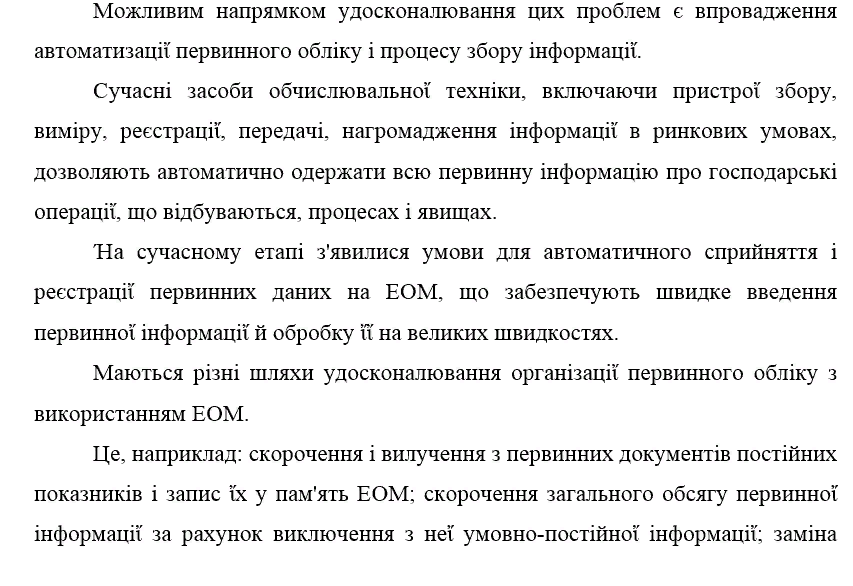 Можливим напрямком удосконалювання цих проблем є впровадження
автоматизації первинного обліку і процесу збору інформації.
Сучасні засоби обчислювальної техніки, включаючи пристрої збору,
виміру, реєстрації, передачі, нагромадження інформації в ринкових умовах,
дозволяють автоматично одержати всю первинну інформацію про господарські
операції, що відбуваються, процесах і явищах.
'На сучасному етапі з'явилися умови для автоматичного сприйняття і
реєстрації первинних даних на ЕОМ, що забезпечують швидке введення
первинної інформації й обробку її на великих швидкостях.
Маються різні шляхи удосконалювання організації первинного обліку з
використанням ЕОМ.
Це, наприклад: скорочення і вилучення з первинних документів постійних
показників і запис їх у пам'ять ЕОМ; скорочення загального обсягу первинної
інформації за рахунок виключення з неї умовно-постійної інформації; заміна